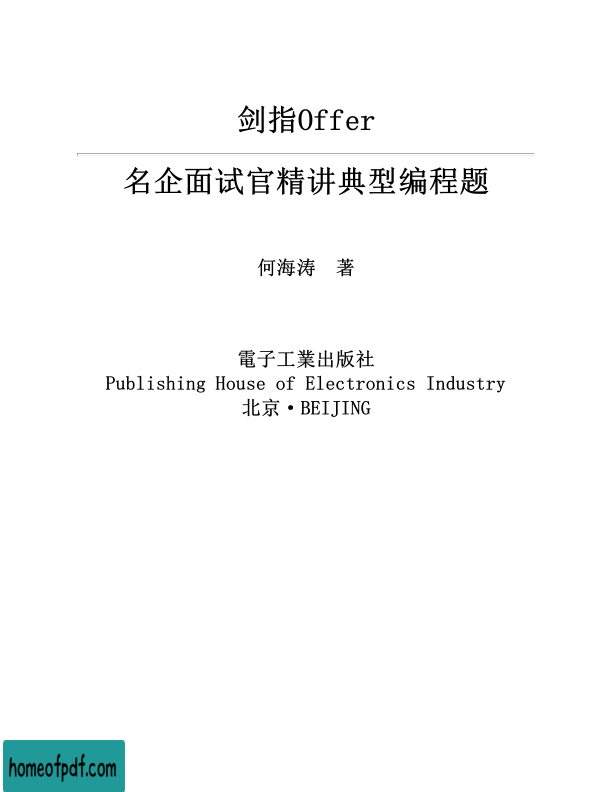 剑指Offer
名企面试官精讲典型编程题
何海涛 著
電子工業出版社
Publishing House of Electronics Industry
北京·BEIJING
homeofpdf.com